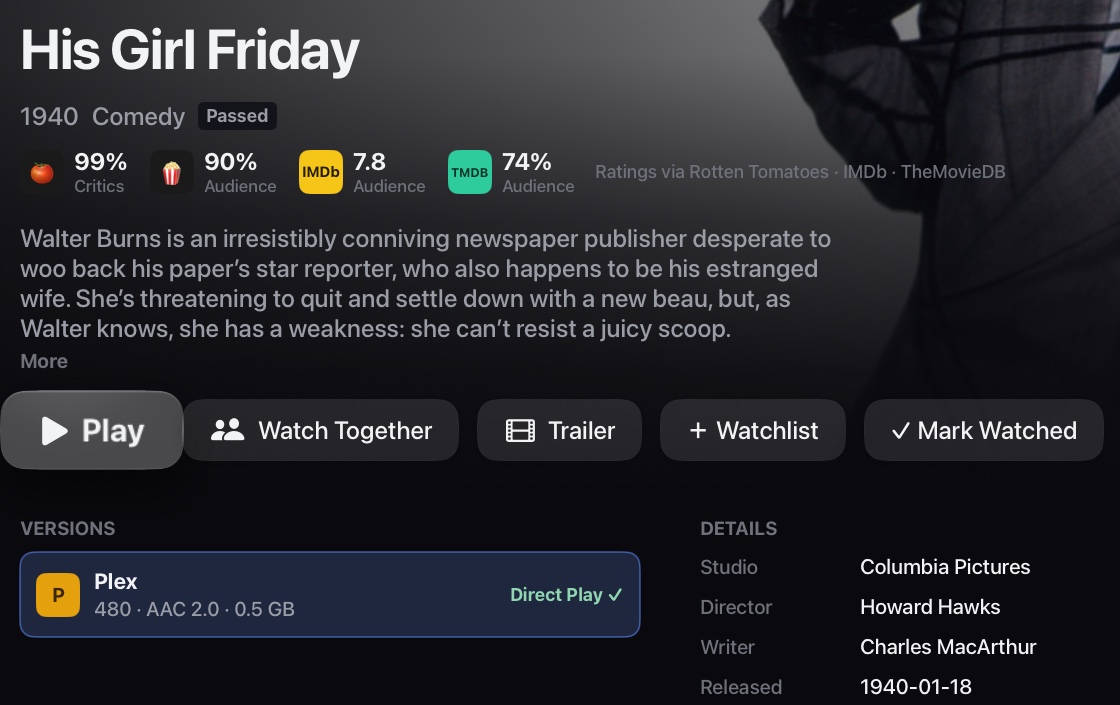 His Girl Friday
1940 Comedy Passed
99% 90% IMDb 7.8 TMDB 74%
Critics Audience Audience Audience Ratings via Rotten Tomatoes · IMDb · TheMovieDB
Walter Burns is an irresistibly conniving newspaper publisher desperate to
woo back his paper’s star reporter, who also happens to be his estranged
wife. She’s threatening to quit and settle down with a new beau, but, as
Walter knows, she has a weakness: she can’t resist a juicy scoop.
More
Play Watch Together Trailer + Watchlist ✓ Mark Watched
VERSIONS
P Plex
480 · AAC 2.0 · 0.5 GB
Direct Play ✓
DETAILS
Studio Columbia Pictures
Director Howard Hawks
Writer Charles MacArthur
Released 1940-01-18